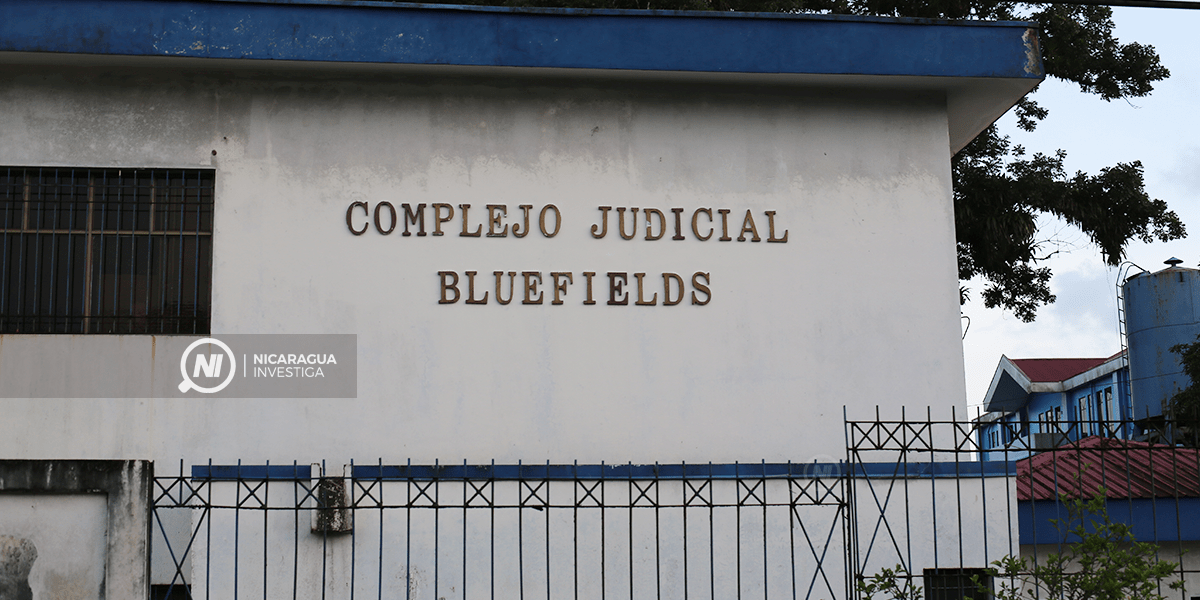 COMPLEJO JUDICIAL
BLUEFIELDS
NI
NICARAGUA
INVESTIGA